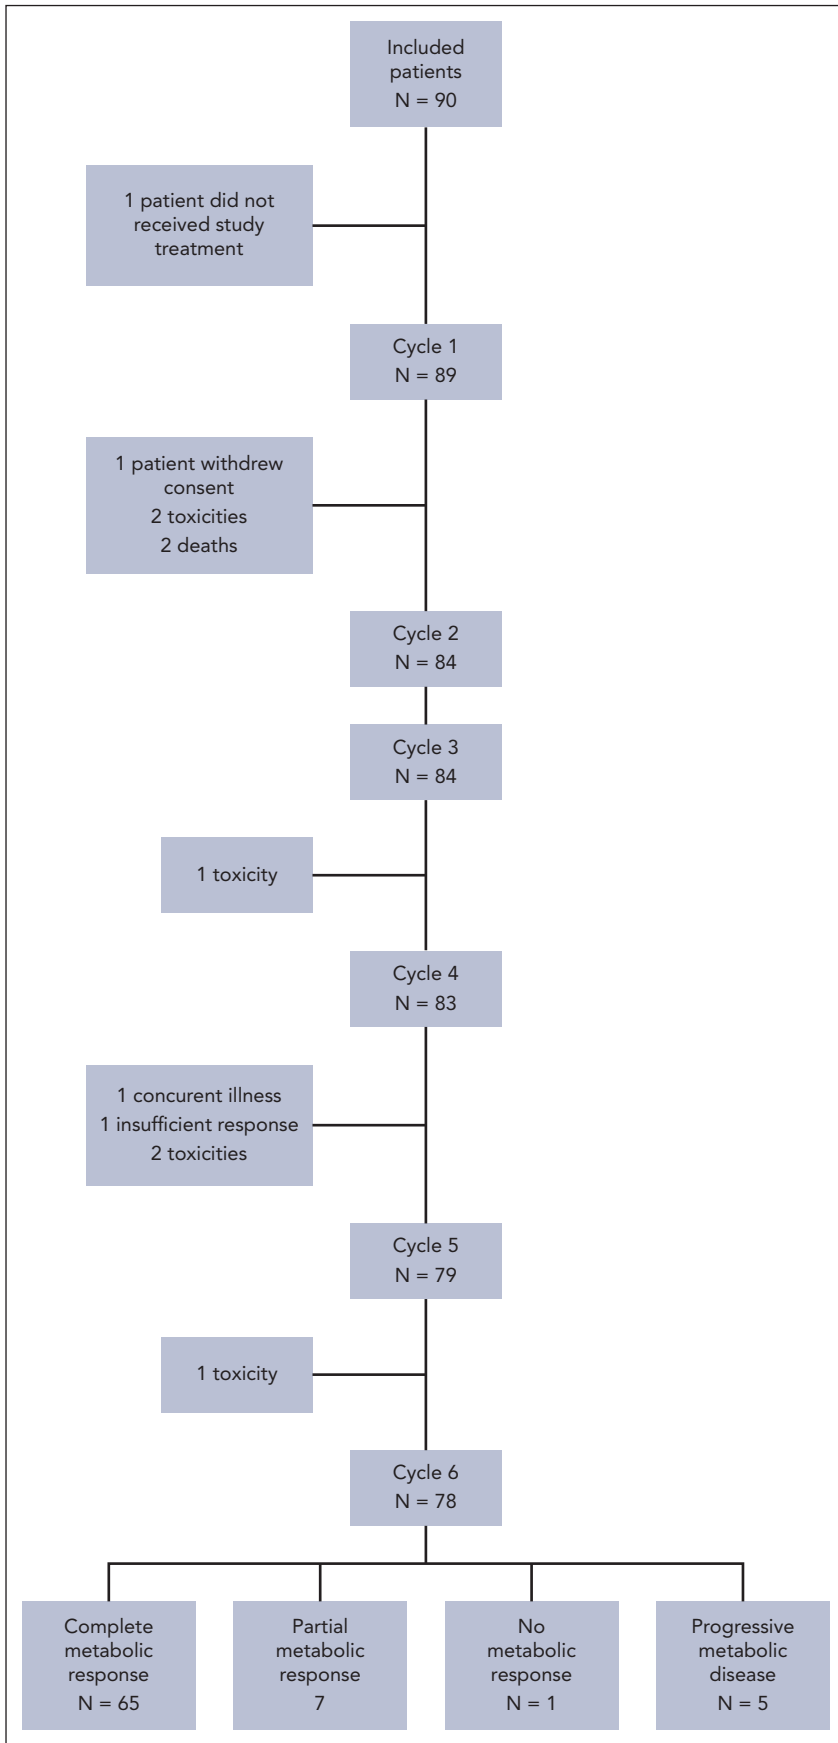 Included
patients
N = 90
1 patient did not
received study
treatment
Cycle 1
N = 89
1 patient withdrew
consent
2 toxicities
2 deaths
Cycle 2
N = 84
Cycle 3
N = 84
1 toxicity
Cycle 4
N = 83
1 concurent illness
1 insufficient response
2 toxicities
Cycle 5
N = 79
1 toxicity
Cycle 6
N = 78
Complete
metabolic
response
N = 65
Partial
metabolic
response
7
No
metabolic
response
N = 1
Progressive
metabolic
disease
N = 5